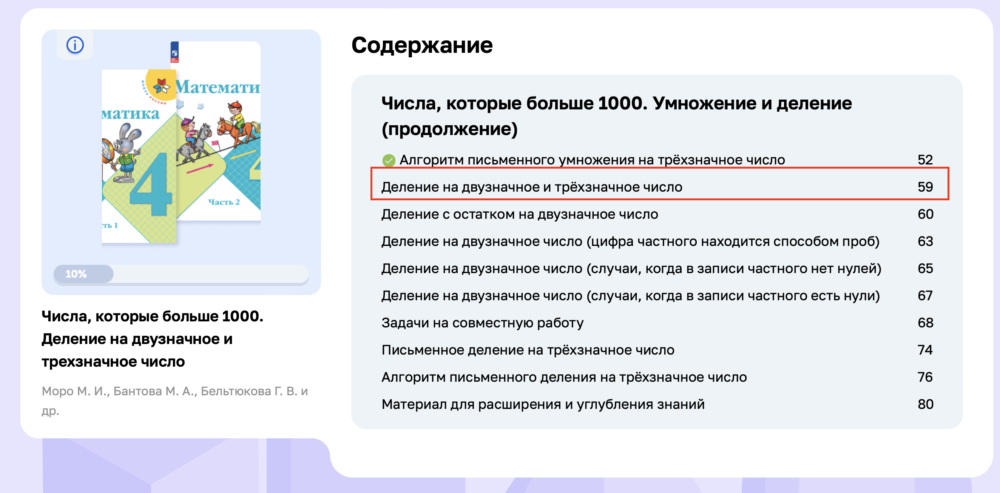 Содержание
ШКОЛА РОССИИ
Математи
матика
4
Часть 2
ть 1
10%
Числа, которые больше 1000.
Деление на двузначное и
трехзначное число
Моро М. И., Бантова М. А., Бельтюкова Г. В. и
др.
Числа, которые больше 1000. Умножение и деление
(продолжение)
Алгоритм письменного умножения на трёхзначное число 52
Деление на двузначное и трёхзначное число 59
Деление с остатком на двузначное число 60
Деление на двузначное число (цифра частного находится способом проб) 63
Деление на двузначное число (случаи, когда в записи частного нет нулей) 65
Деление на двузначное число (случаи, когда в записи частного есть нули) 67
Задачи на совместную работу 68
Письменное деление на трёхзначное число 74
Алгоритм письменного деления на трёхзначное число 76
Материал для расширения и углубления знаний 80